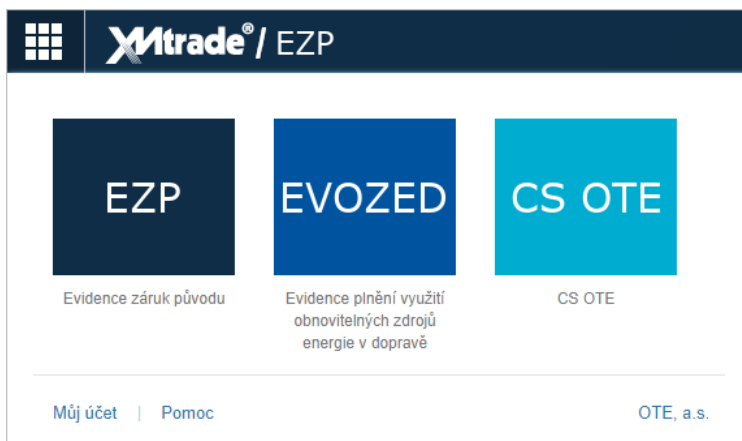 XMtrade®/ EZP
EZP
EVOZED
CS OTE
Evidence záruk původu
Evidence plnění využití
obnovitelných zdrojů
energie v dopravě
CS OTE
Můj účet | Pomoc
OTE, a.s.